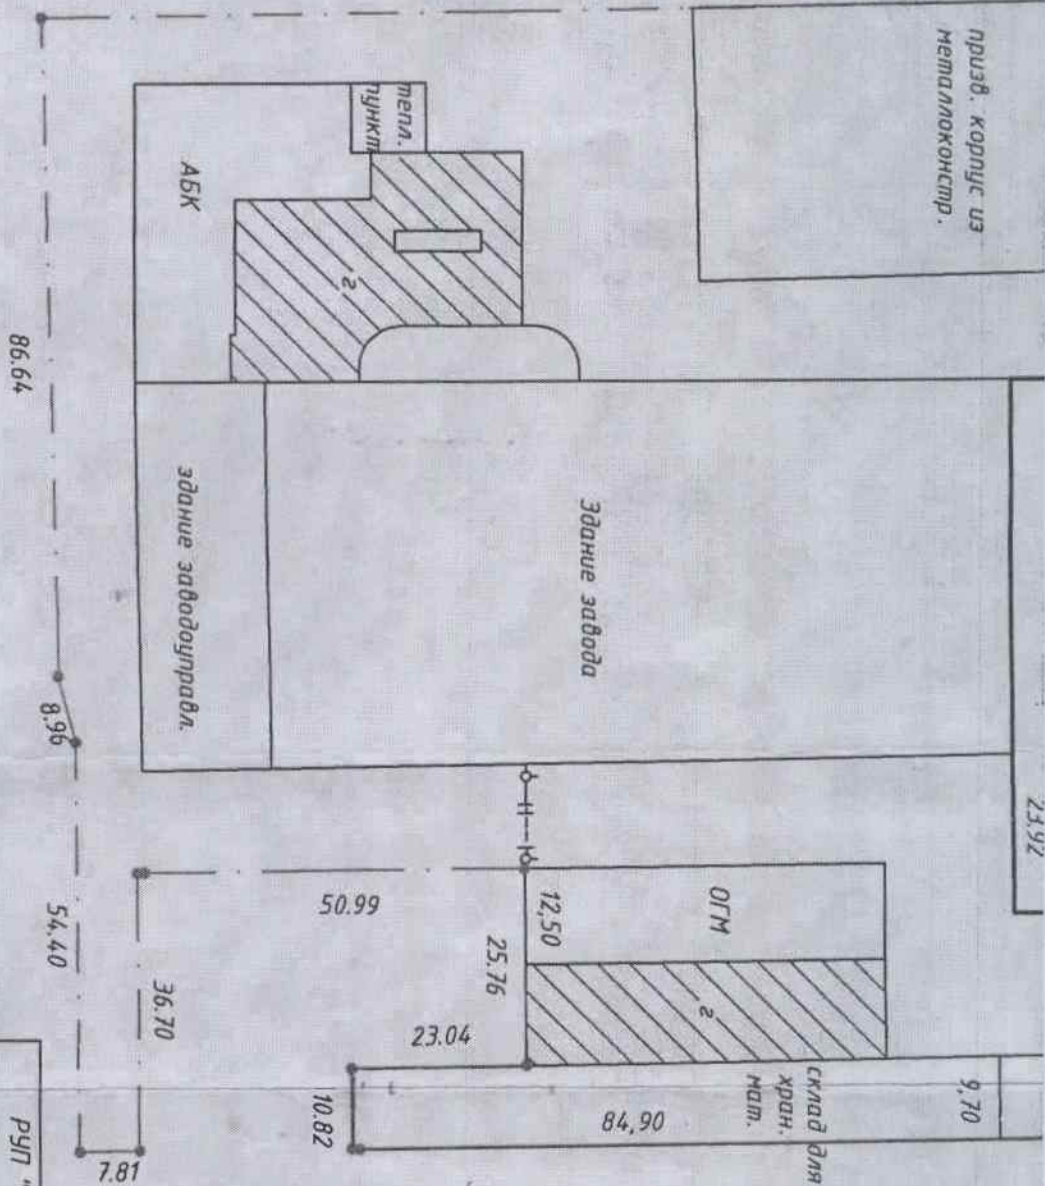 призв. корпус из
металлоконстр.
тепл.
пункт
АБК
2
86.64
здание заводоуправл.
Здание завода
8.96
23.92
54.40
50.99
12,50
25.76
ОГМ
2
36.70
23.04
10.82
склад для
хран.
мат.
84,90
9,70
7.81
РУП "